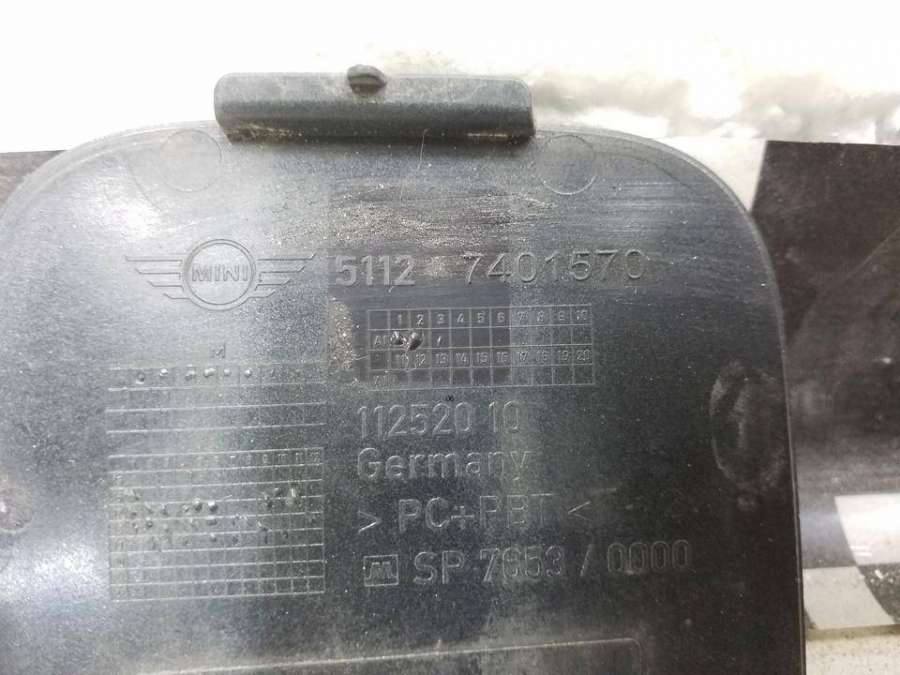 MINI 5112 7401570
1 2 3 4 5 6 7 8 9 10
A1
11 12 13 14 15 16 17 18 19 20
M
112520 10
Germany
> PC+PBT <
M SP 7653 / 0000